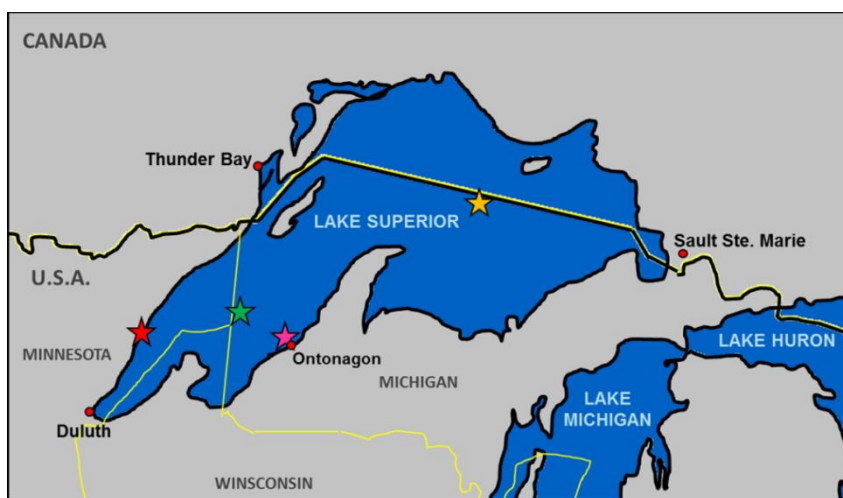 CANADA
Thunder Bay
LAKE SUPERIOR
Sault Ste. Marie
U.S.A.
MINNESOTA
Ontonagon
LAKE HURON
MICHIGAN
LAKE
MICHIGAN
Duluth
WINSCONSIN